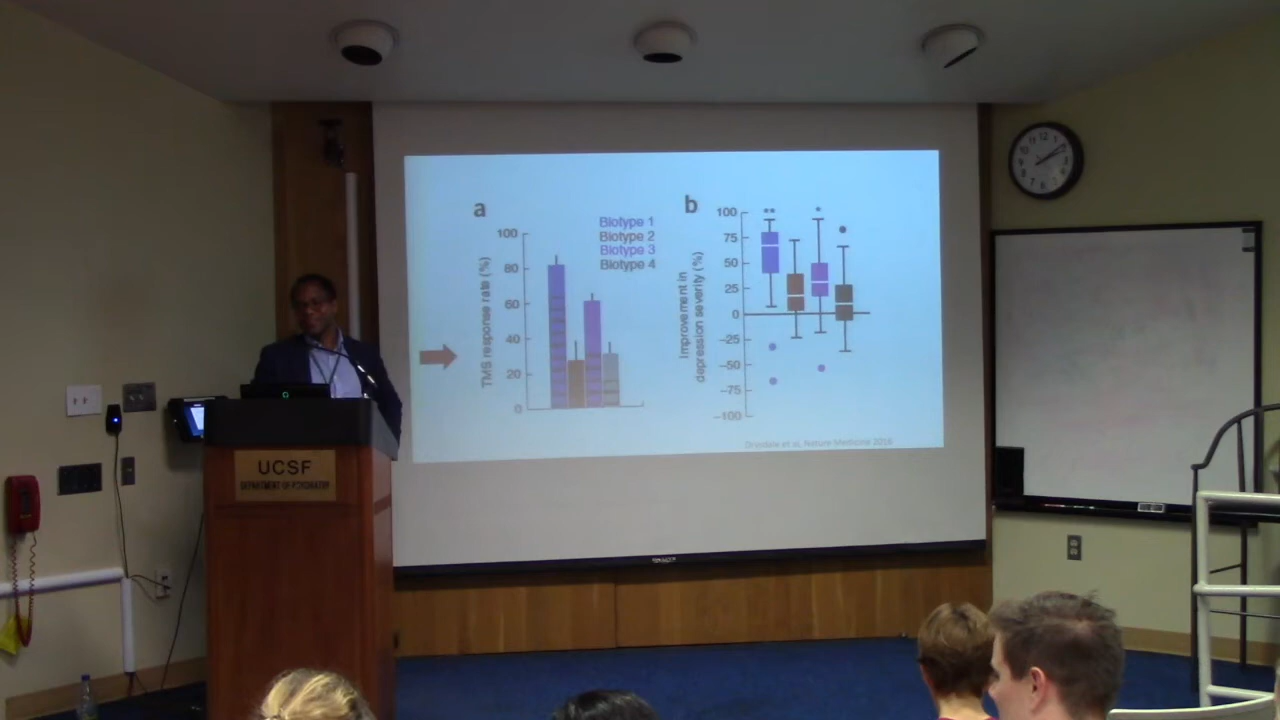 UCSF
DEPARTMENT OF PSYCHIATRY
a
Biotype 1
Biotype 2
Biotype 3
Biotype 4
TMS response rate (%)
100
80
60
40
20
0
b
Improvement in
depression severity (%)
100
75
50
25
0
−25
−50
−75
−100
**
*
Drysdale et al, Nature Medicine 2016